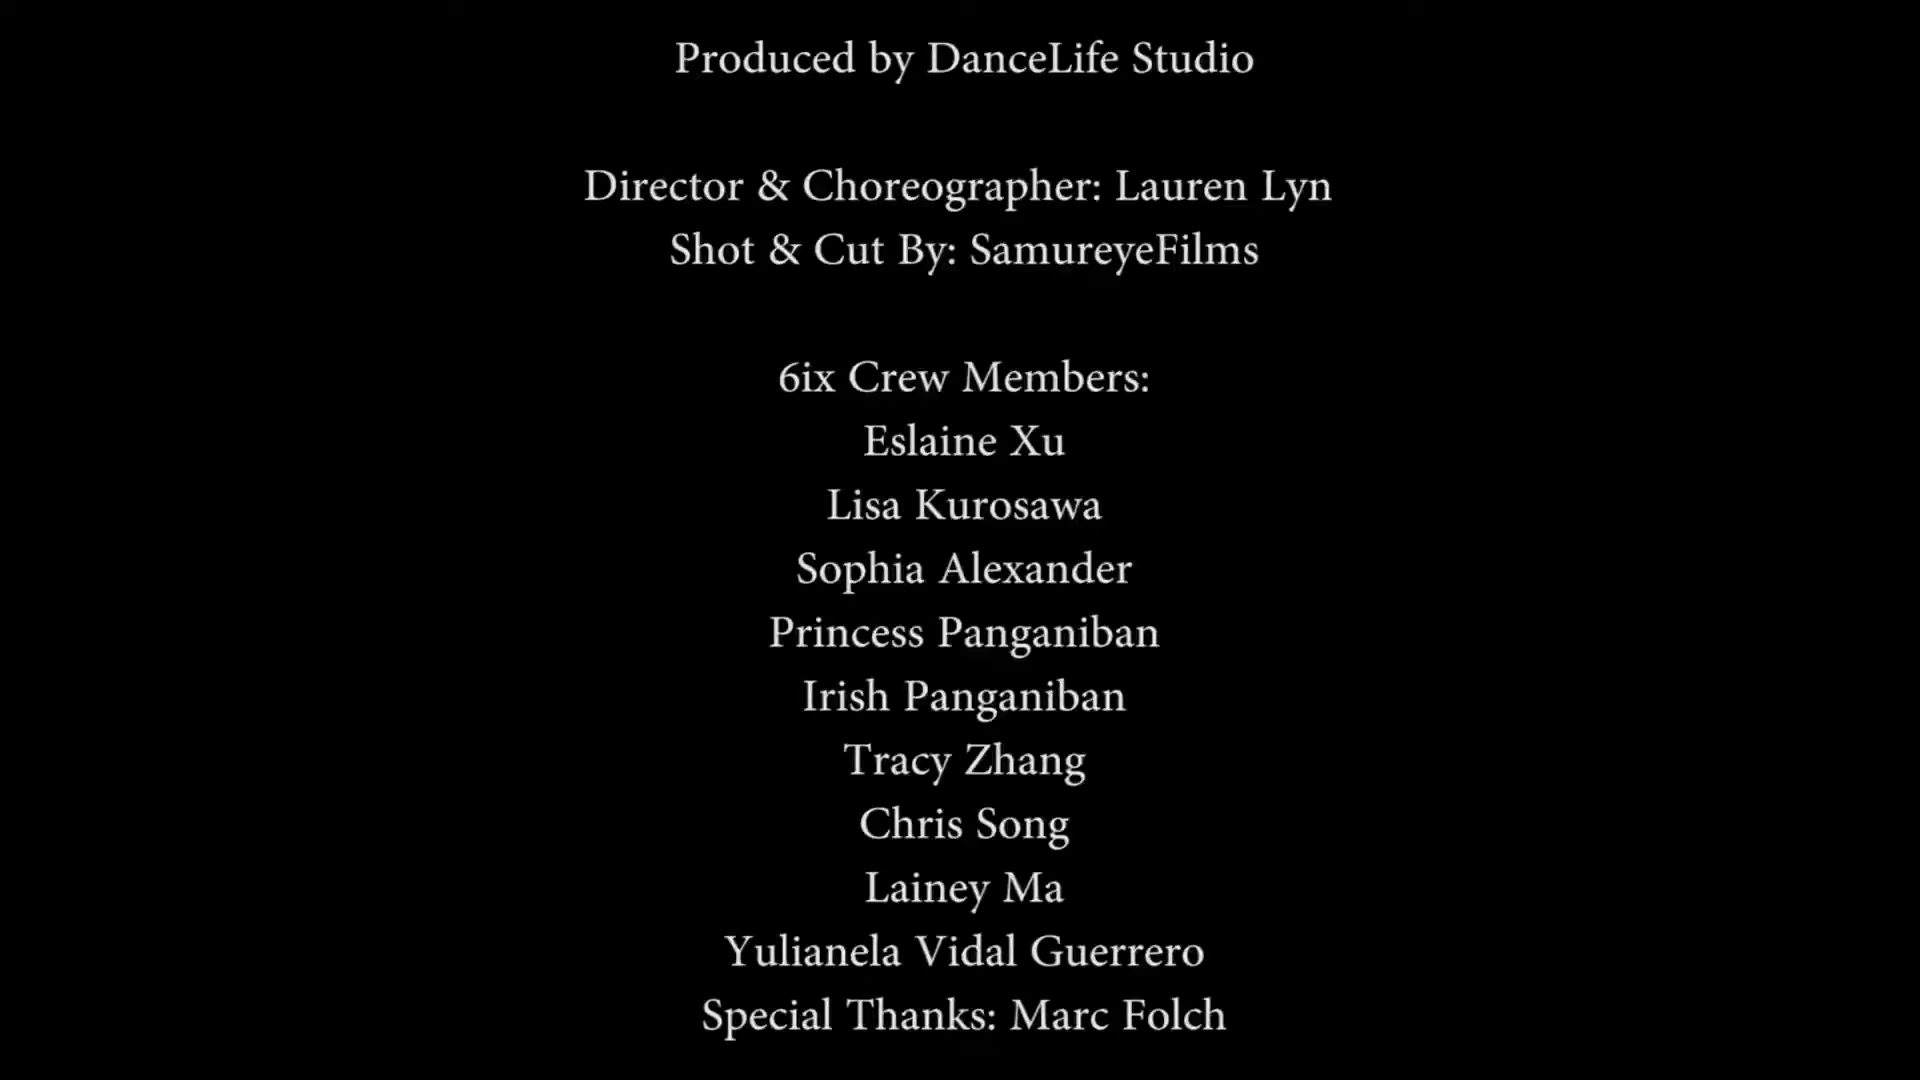 Produced by DanceLife Studio
Director & Choreographer: Lauren Lyn
Shot & Cut By: SamureyeFilms
6ix Crew Members:
Eslaine Xu
Lisa Kurosawa
Sophia Alexander
Princess Panganiban
Irish Panganiban
Tracy Zhang
Chris Song
Lainey Ma
Yulianela Vidal Guerrero
Special Thanks: Marc Folch